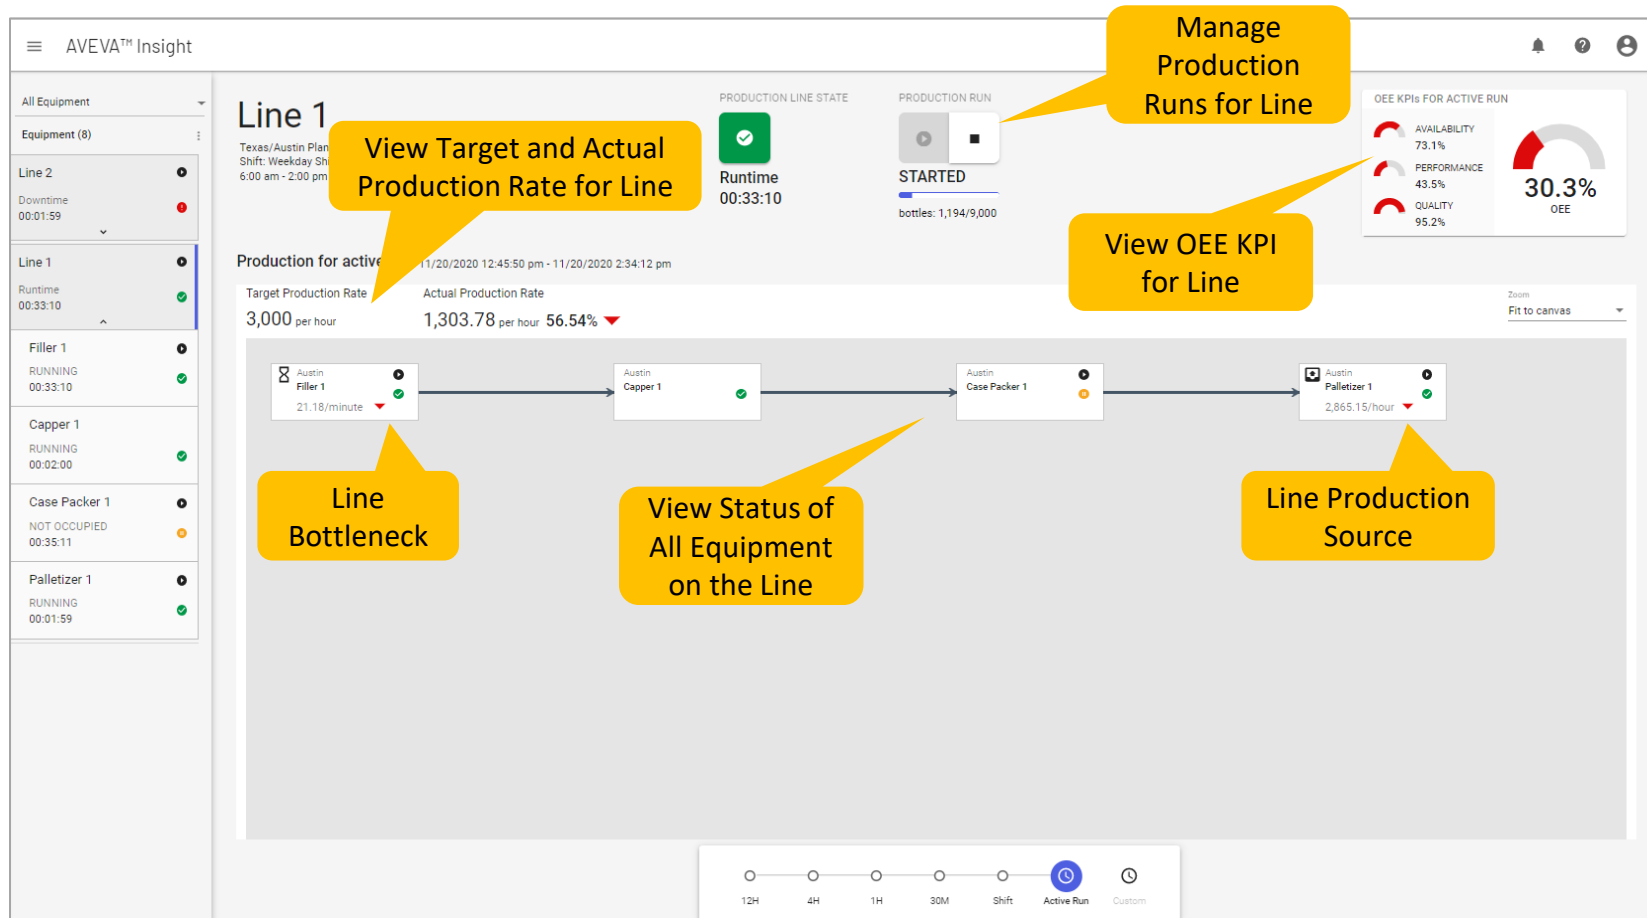 AVEVA™ Insight
Manage
Production
Runs for Line
All Equipment
Equipment (8)
Line 2
Downtime
00:01:59
Line 1
Runtime
00:33:10
Filler 1
RUNNING
00:33:10
Capper 1
RUNNING
00:02:00
Case Packer 1
NOT OCCUPIED
00:35:11
Palletizer 1
RUNNING
00:01:59
Line 1
Texas/Austin Plan
Shift: Weekday Sh
6:00 am - 2:00 pm
View Target and Actual
Production Rate for Line
PRODUCTION LINE STATE
Runtime
00:33:10
PRODUCTION RUN
STARTED
bottles: 1,194/9,000
OEE KPIs FOR ACTIVE RUN
AVAILABILITY
73.1%
PERFORMANCE
43.5%
QUALITY
95.2%
30.3%
OEE
View OEE KPI
for Line
Production for active 11/20/2020 12:45:50 pm - 11/20/2020 2:34:12 pm
Target Production Rate
3,000 per hour
Actual Production Rate
1,303.78 per hour 56.54%
Zoom
Fit to canvas
Austin
Filler 1
21.18/minute
Austin
Capper 1
Austin
Case Packer 1
Austin
Palletizer 1
2,865.15/hour
Line
Bottleneck
View Status of
All Equipment
on the Line
Line Production
Source
12H
4H
1H
30M
Shift
Active Run
Custom